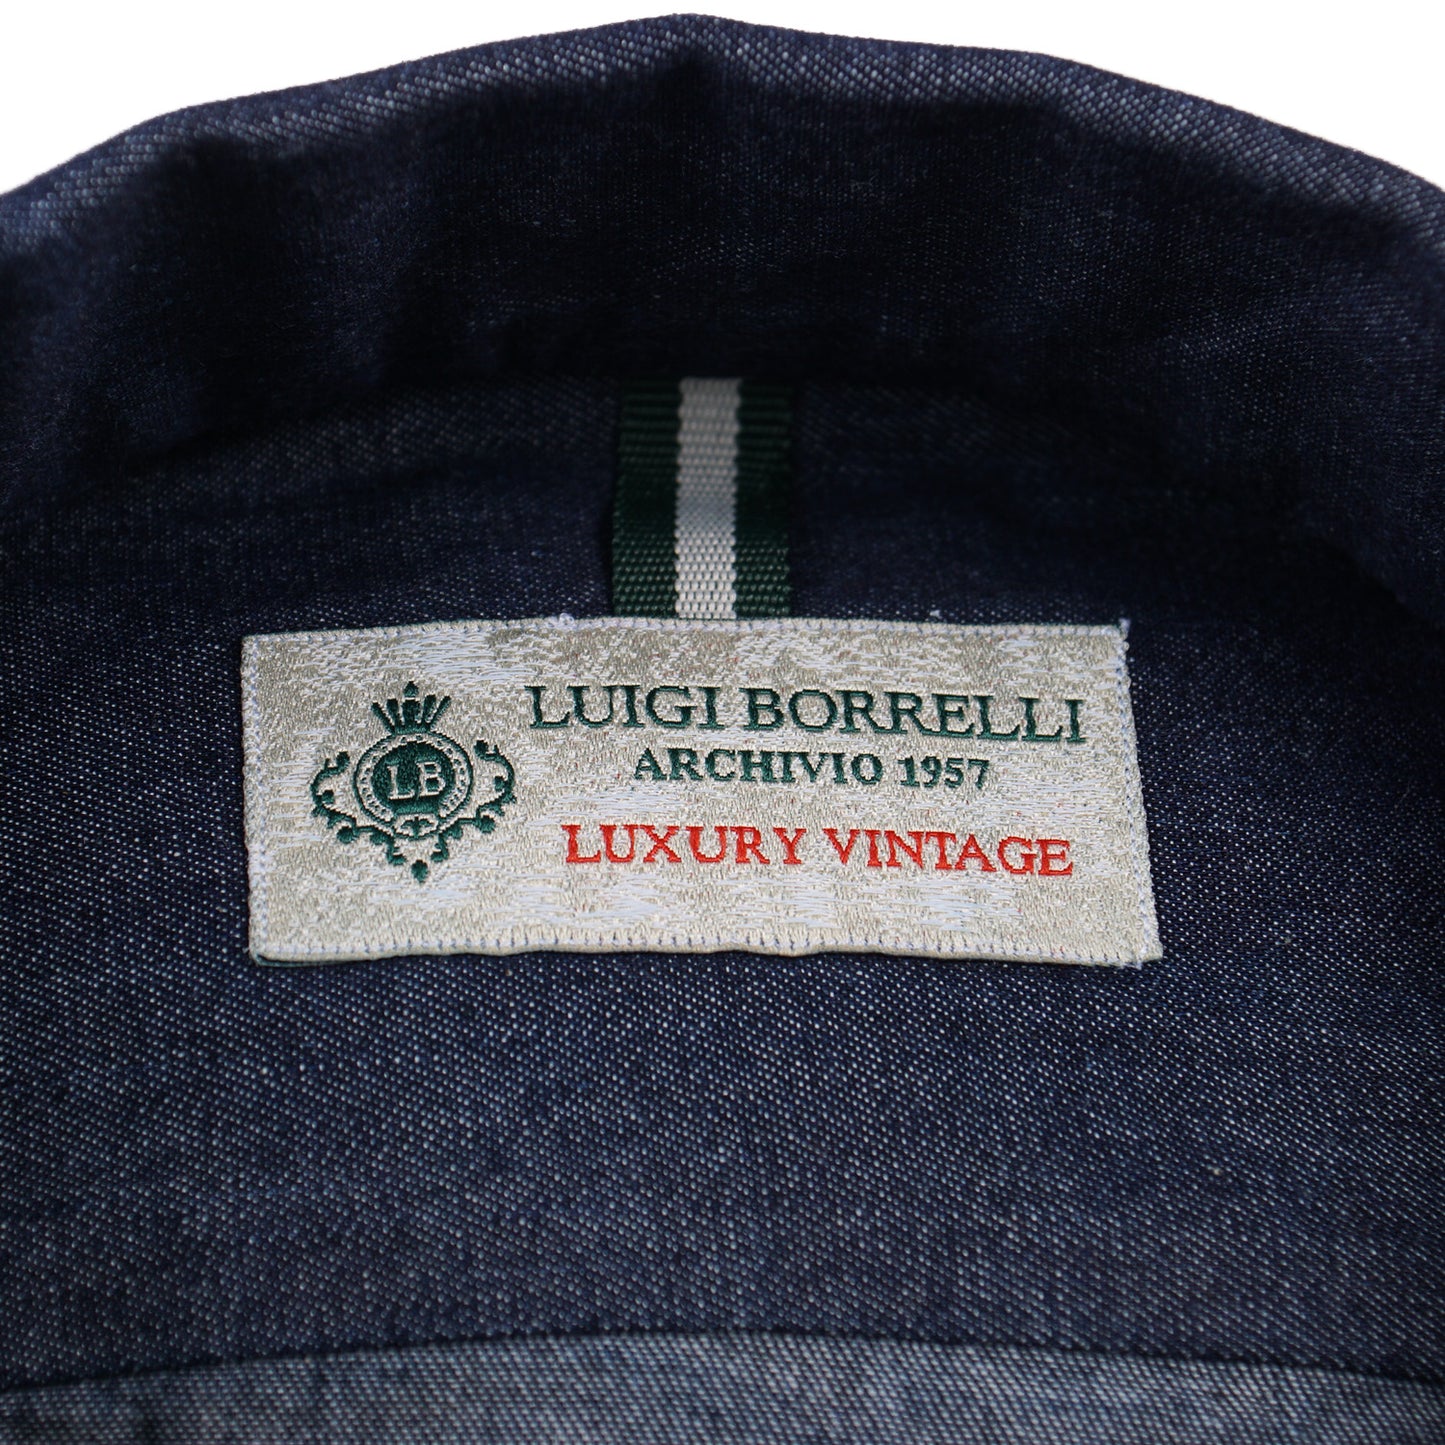 LB
LUIGI BORRELLI
ARCHIVIO 1957
LUXURY VINTAGE